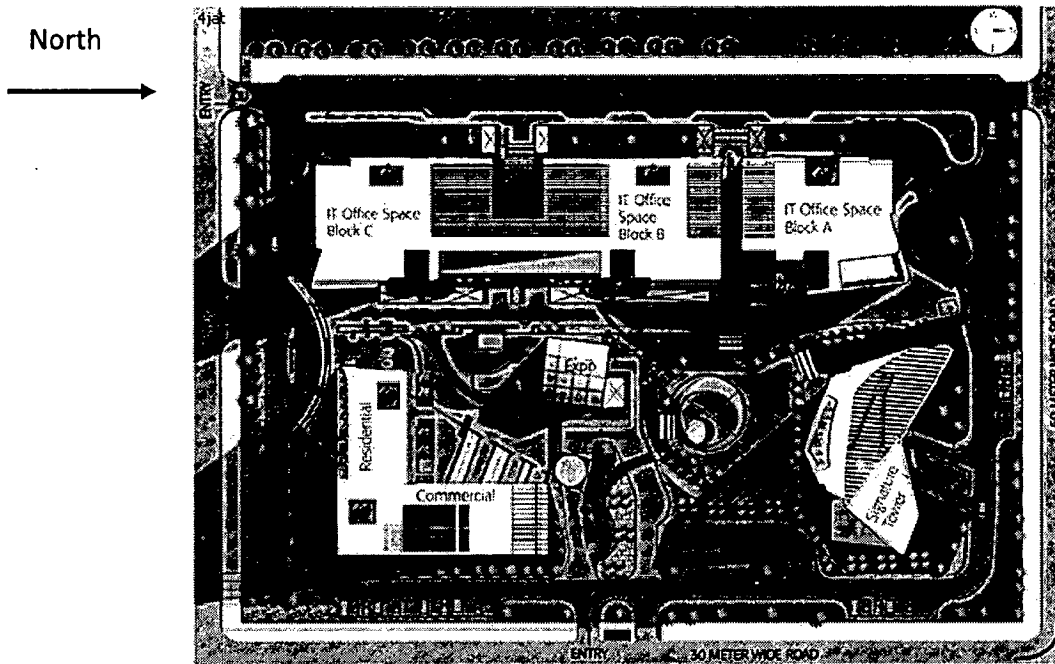 North
4jat
ENTRY
IT Office Space
Block C
IT Office
Space
Block B
IT Office Space
Block A
Expo
Residential
Commercial
Signature
Tower
ENTRY
30 METER WIDE ROAD